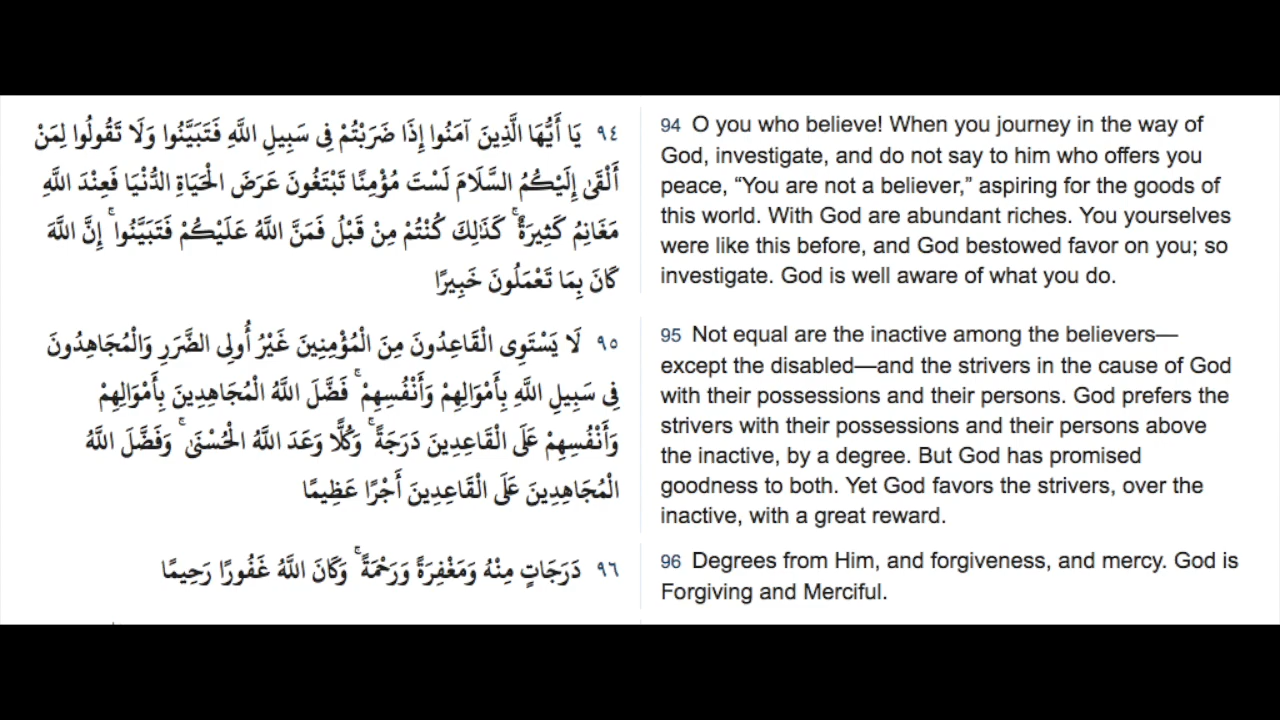 ٩٤ يَا أَيُّهَا الَّذِينَ آمَنُوا إِذَا ضَرَبْتُمْ فِى سَبِيلِ اللَّهِ فَتَبَيَّنُوا وَلَا تَقُولُوا لِمَنْ
أَلْقَىٰ إِلَيْكُمُ السَّلَامَ لَسْتَ مُؤْمِنًا تَبْتَغُونَ عَرَضَ الْحَيَاةِ الدُّنْيَا فَعِنْدَ اللَّهِ
مَغَانِمُ كَثِيرَةٌ ۚ كَذَٰلِكَ كُنْتُمْ مِنْ قَبْلُ فَمَنَّ اللَّهُ عَلَيْكُمْ فَتَبَيَّنُوا ۚ إِنَّ اللَّهَ
كَانَ بِمَا تَعْمَلُونَ خَبِيرًا
94 O you who believe! When you journey in the way of
God, investigate, and do not say to him who offers you
peace, “You are not a believer,” aspiring for the goods of
this world. With God are abundant riches. You yourselves
were like this before, and God bestowed favor on you; so
investigate. God is well aware of what you do.
٩٥ لَا يَسْتَوِى الْقَاعِدُونَ مِنَ الْمُؤْمِنِينَ غَيْرُ أُولِى الضَّرَرِ وَالْمُجَاهِدُونَ
فِى سَبِيلِ اللَّهِ بِأَمْوَالِهِمْ وَأَنْفُسِهِمْ ۚ فَضَّلَ اللَّهُ الْمُجَاهِدِينَ بِأَمْوَالِهِمْ
وَأَنْفُسِهِمْ عَلَى الْقَاعِدِينَ دَرَجَةً ۚ وَكُلًّا وَعَدَ اللَّهُ الْحُسْنَىٰ ۚ وَفَضَّلَ اللَّهُ
الْمُجَاهِدِينَ عَلَى الْقَاعِدِينَ أَجْرًا عَظِيمًا
95 Not equal are the inactive among the believers—
except the disabled—and the strivers in the cause of God
with their possessions and their persons. God prefers the
strivers with their possessions and their persons above
the inactive, by a degree. But God has promised
goodness to both. Yet God favors the strivers, over the
inactive, with a great reward.
٩٦ دَرَجَاتٍ مِنْهُ وَمَغْفِرَةً وَرَحْمَةً ۚ وَكَانَ اللَّهُ غَفُورًا رَحِيمًا
96 Degrees from Him, and forgiveness, and mercy. God is
Forgiving and Merciful.